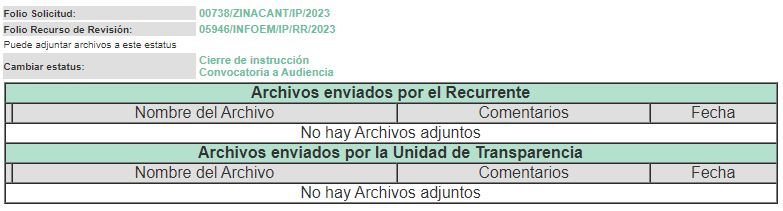 Folio Solicitud: 00738/ZINACANT/IP/2023
Folio Recurso de Revisión: 05946/INFOEM/IP/RR/2023
Puede adjuntar archivos a este estatus
Cambiar estatus: Cierre de instrucción
Convocatoria a Audiencia
Archivos enviados por el Recurrente
Nombre del Archivo Comentarios Fecha
No hay Archivos adjuntos
Archivos enviados por la Unidad de Transparencia
Nombre del Archivo Comentarios Fecha
No hay Archivos adjuntos